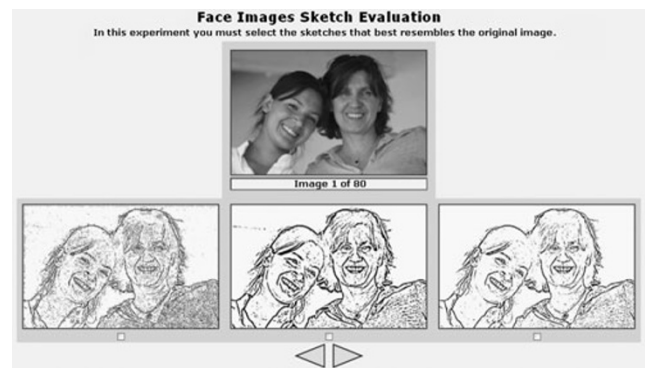 Face Images Sketch Evaluation
In this experiment you must select the sketches that best resembles the original image.
Image 1 of 80